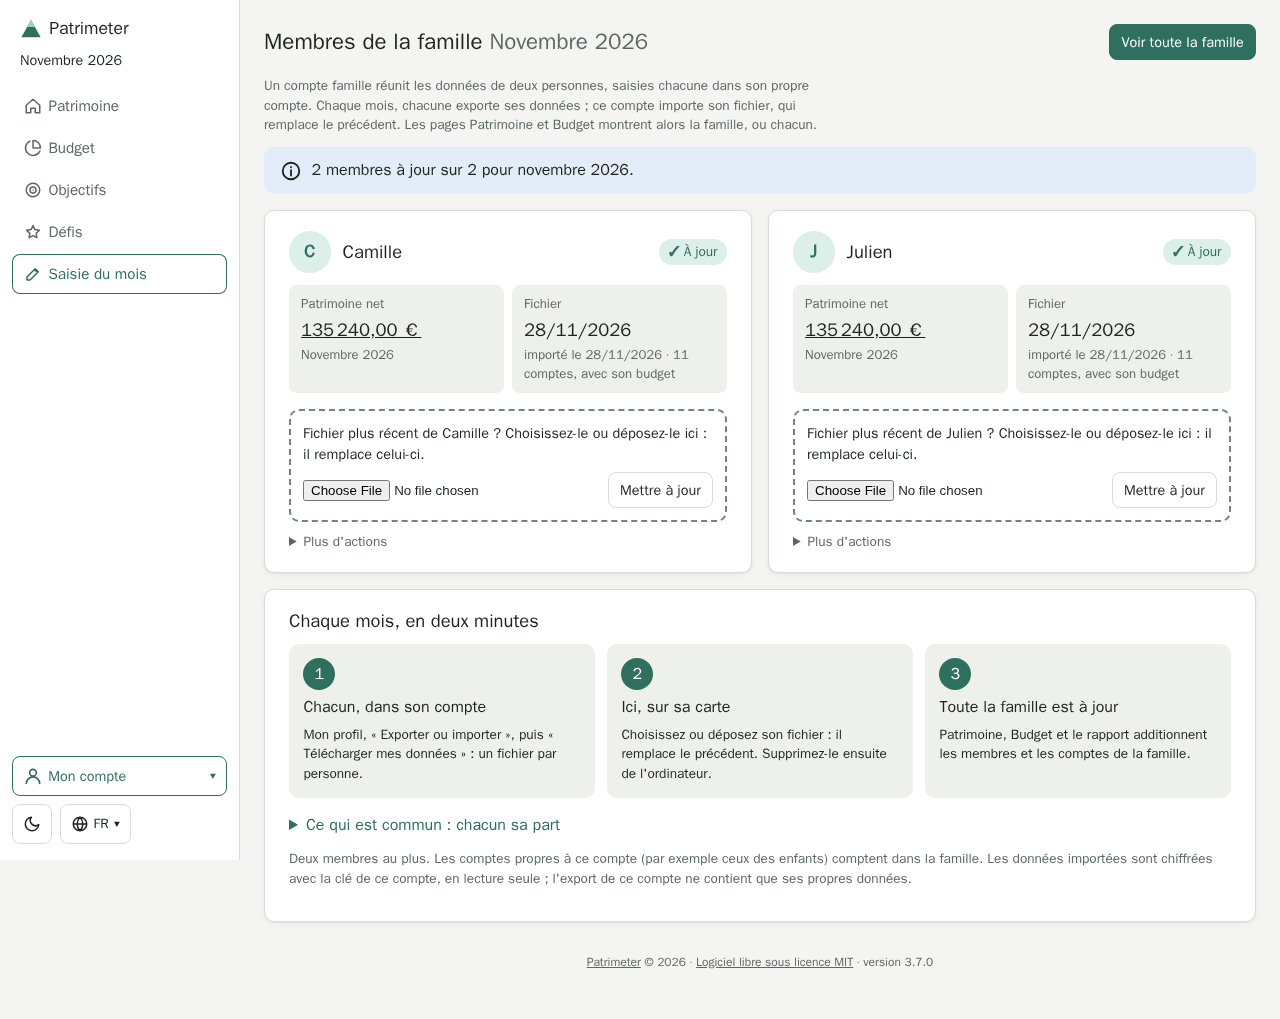 Patrimeter
Novembre 2026
Patrimoine
Budget
Objectifs
Défis
Saisie du mois
Mon compte
FR
Membres de la famille Novembre 2026
Voir toute la famille
Un compte famille réunit les données de deux personnes, saisies chacune dans son propre
compte. Chaque mois, chacune exporte ses données ; ce compte importe son fichier, qui
remplace le précédent. Les pages Patrimoine et Budget montrent alors la famille, ou chacun.
2 membres à jour sur 2 pour novembre 2026.
C
Camille
✓ À jour
Patrimoine net
135 240,00 €
Novembre 2026
Fichier
28/11/2026
importé le 28/11/2026 · 11
comptes, avec son budget
Fichier plus récent de Camille ? Choisissez-le ou déposez-le ici :
il remplace celui-ci.
Choose File No file chosen
Mettre à jour
Plus d'actions
J
Julien
✓ À jour
Patrimoine net
135 240,00 €
Novembre 2026
Fichier
28/11/2026
importé le 28/11/2026 · 11
comptes, avec son budget
Fichier plus récent de Julien ? Choisissez-le ou déposez-le ici : il
remplace celui-ci.
Choose File No file chosen
Mettre à jour
Plus d'actions
Chaque mois, en deux minutes
1
Chacun, dans son compte
Mon profil, « Exporter ou importer », puis «
Télécharger mes données » : un fichier par
personne.
2
Ici, sur sa carte
Choisissez ou déposez son fichier : il
remplace le précédent. Supprimez-le ensuite
de l'ordinateur.
3
Toute la famille est à jour
Patrimoine, Budget et le rapport additionnent
les membres et les comptes de la famille.
Ce qui est commun : chacun sa part
Deux membres au plus. Les comptes propres à ce compte (par exemple ceux des enfants) comptent dans la famille. Les données importées sont chiffrées
avec la clé de ce compte, en lecture seule ; l'export de ce compte ne contient que ses propres données.
Patrimeter © 2026 · Logiciel libre sous licence MIT · version 3.7.0